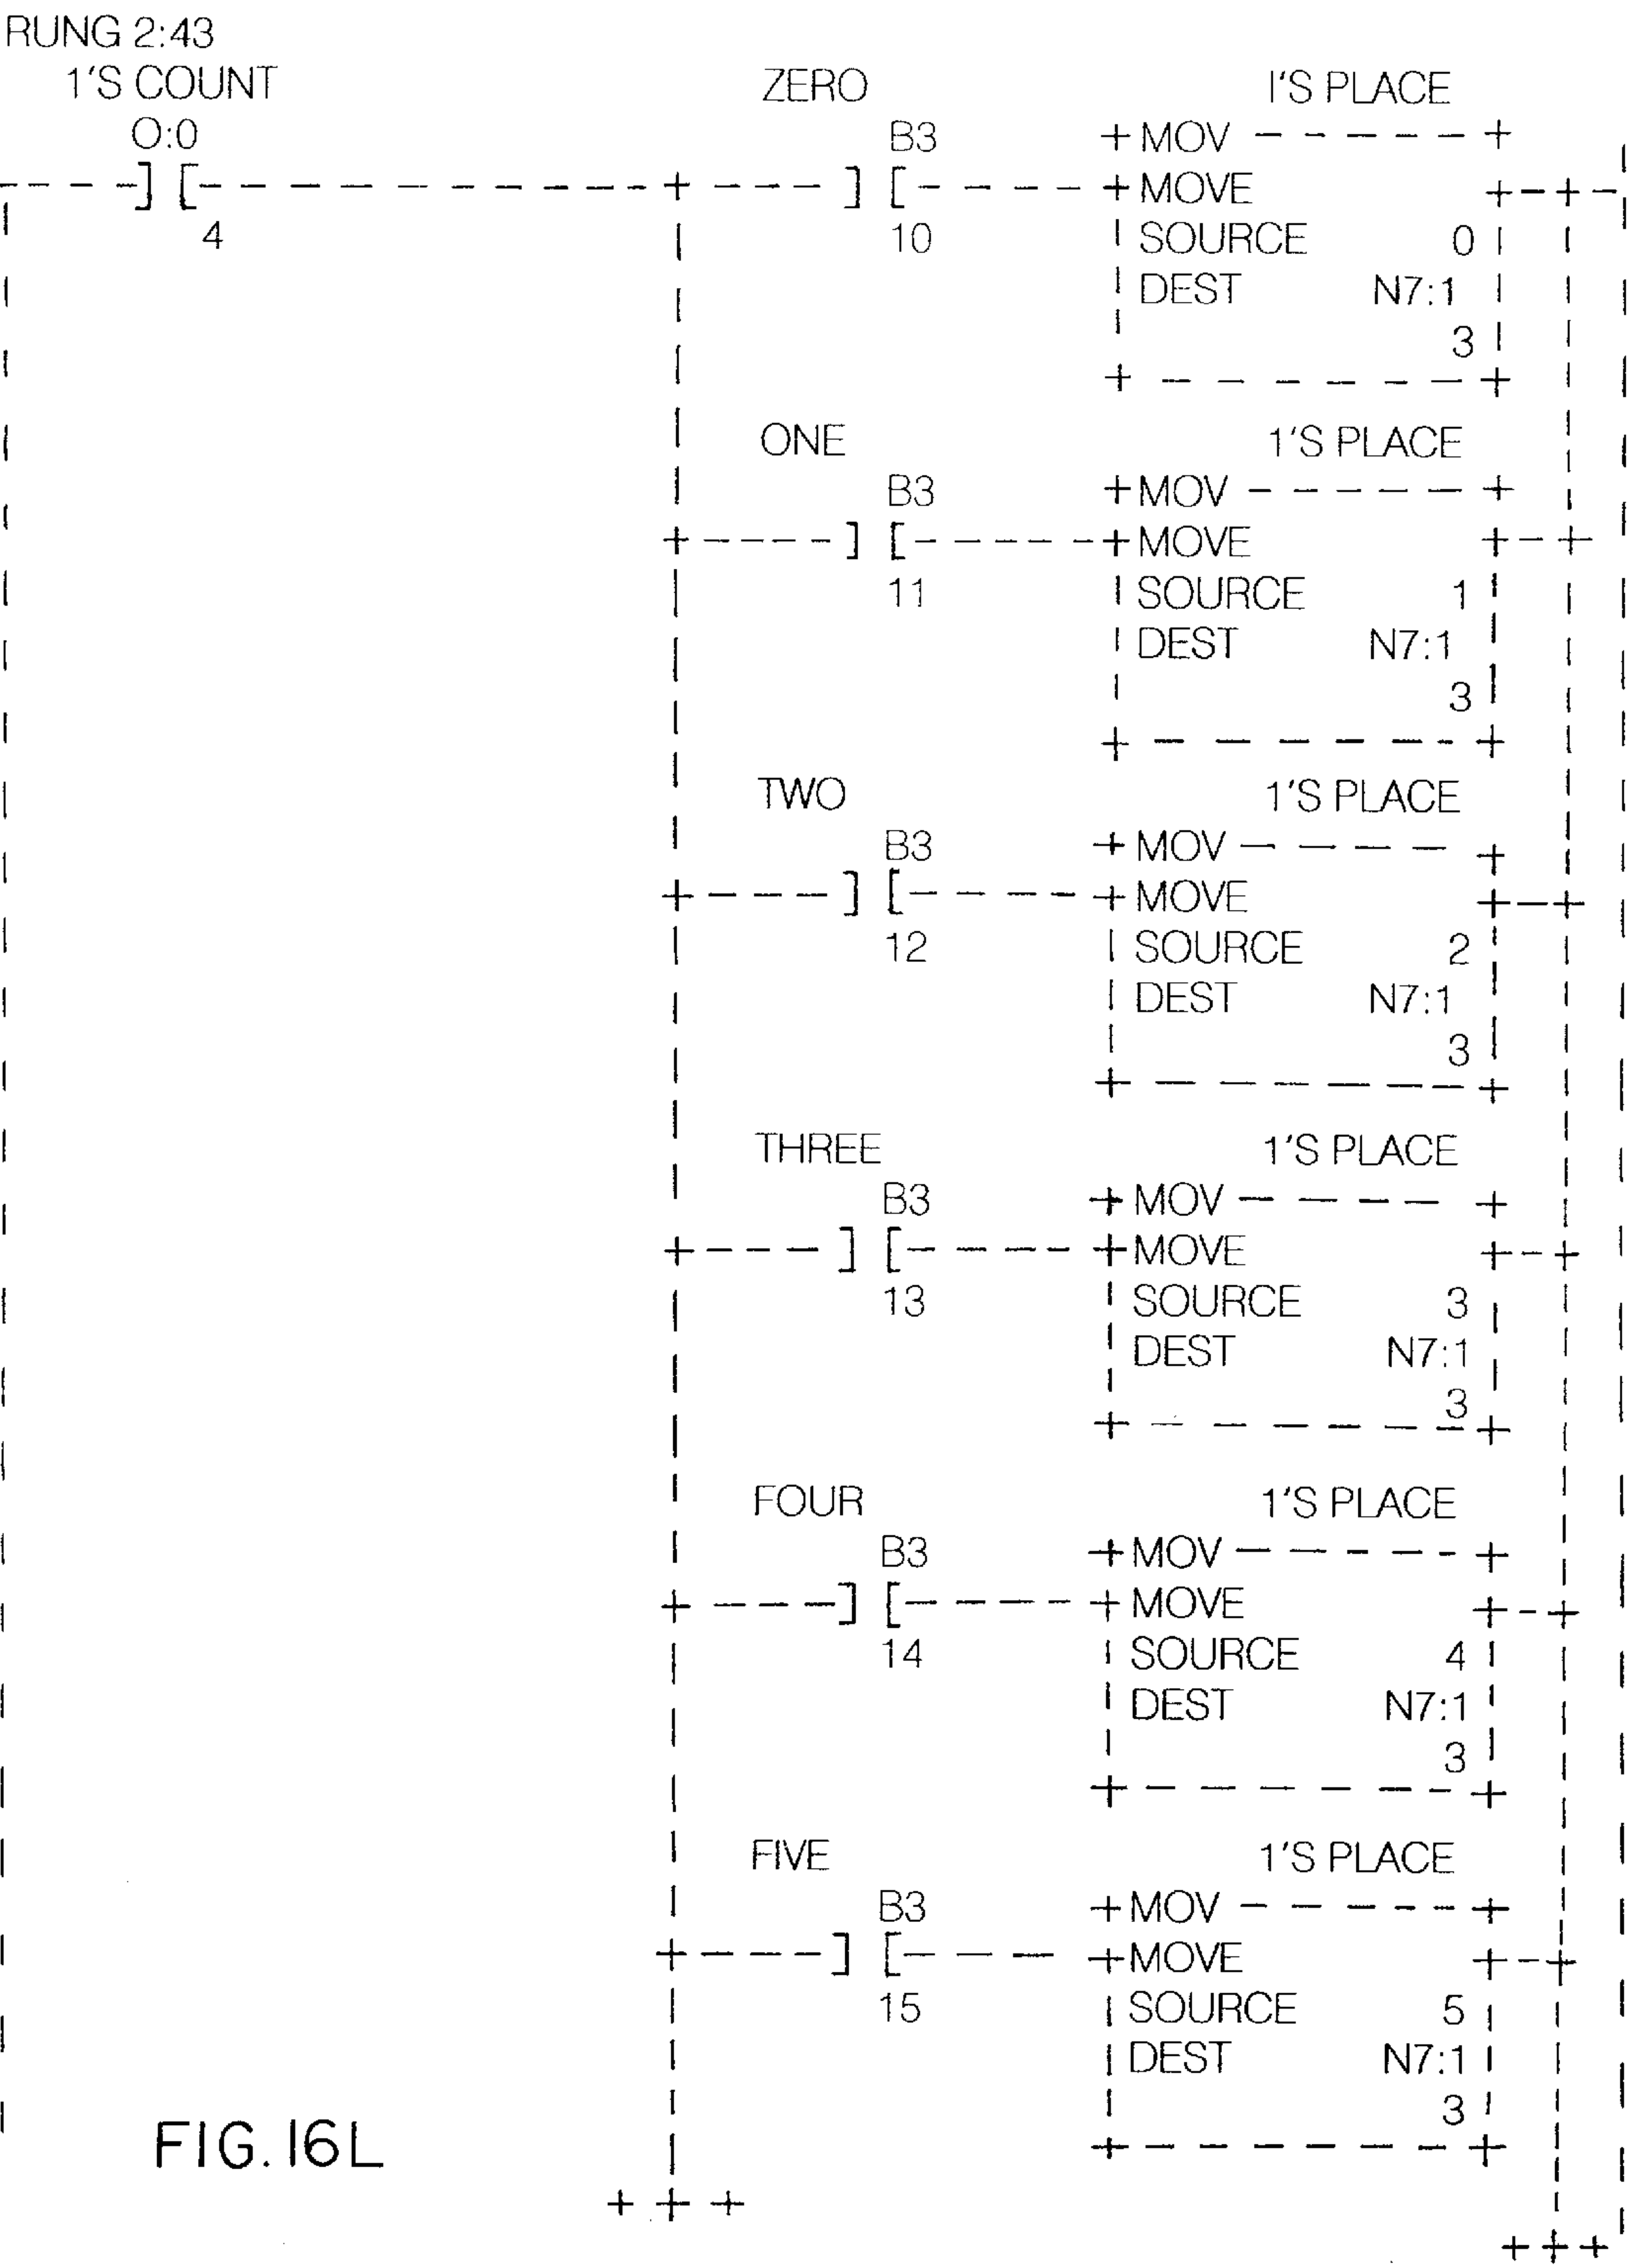 RUNG 2:43
1'S COUNT
O:0
] [
4
ZERO
B3
] [
10
I'S PLACE
MOV
MOVE
SOURCE 0
DEST N7:1
3
ONE
B3
] [
11
1'S PLACE
MOV
MOVE
SOURCE 1
DEST N7:1
3
TWO
B3
] [
12
1'S PLACE
MOV
MOVE
SOURCE 2
DEST N7:1
3
THREE
B3
] [
13
1'S PLACE
MOV
MOVE
SOURCE 3
DEST N7:1
3
FOUR
B3
] [
14
1'S PLACE
MOV
MOVE
SOURCE 4
DEST N7:1
3
FIVE
B3
] [
15
1'S PLACE
MOV
MOVE
SOURCE 5
DEST N7:1
3
FIG. 16L